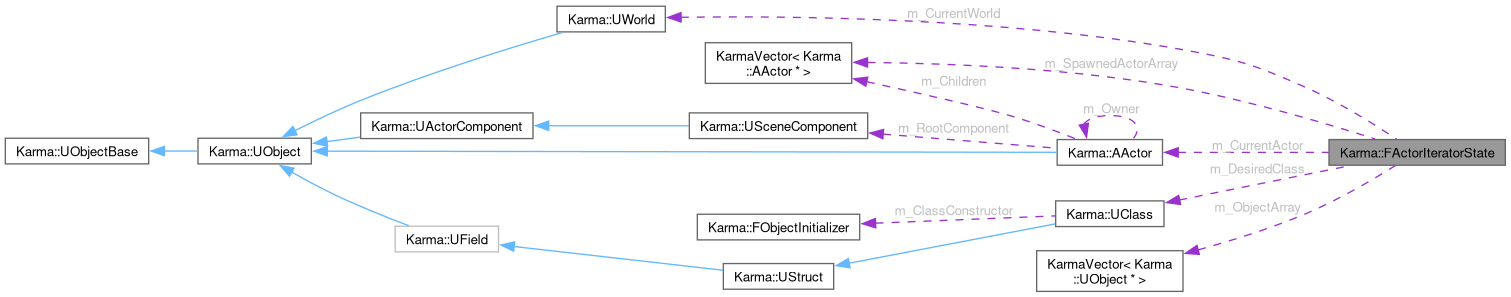 m_CurrentWorld
Karma::UWorld
KarmaVector< Karma
::AActor * >
m_SpawnedActorArray
m_Children
m_Owner
Karma::UActorComponent
Karma::USceneComponent
m_RootComponent
Karma::UObjectBase
Karma::UObject
Karma::AActor
m_CurrentActor
Karma::FActorIteratorState
m_DesiredClass
m_ClassConstructor
Karma::UClass
m_ObjectArray
Karma::FObjectInitializer
Karma::UField
Karma::UStruct
KarmaVector< Karma
::UObject * >